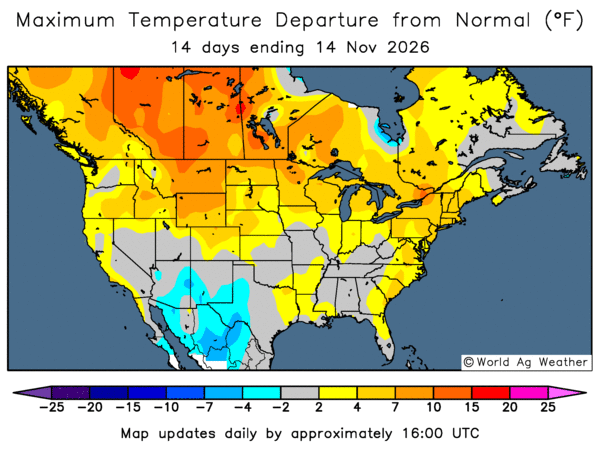 Maximum Temperature Departure from Normal (°F)
14 days ending 14 Nov 2026
© World Ag Weather
-25 -20 -15 -10 -7 -4 -2 2 4 7 10 15 20 25
Map updates daily by approximately 16:00 UTC